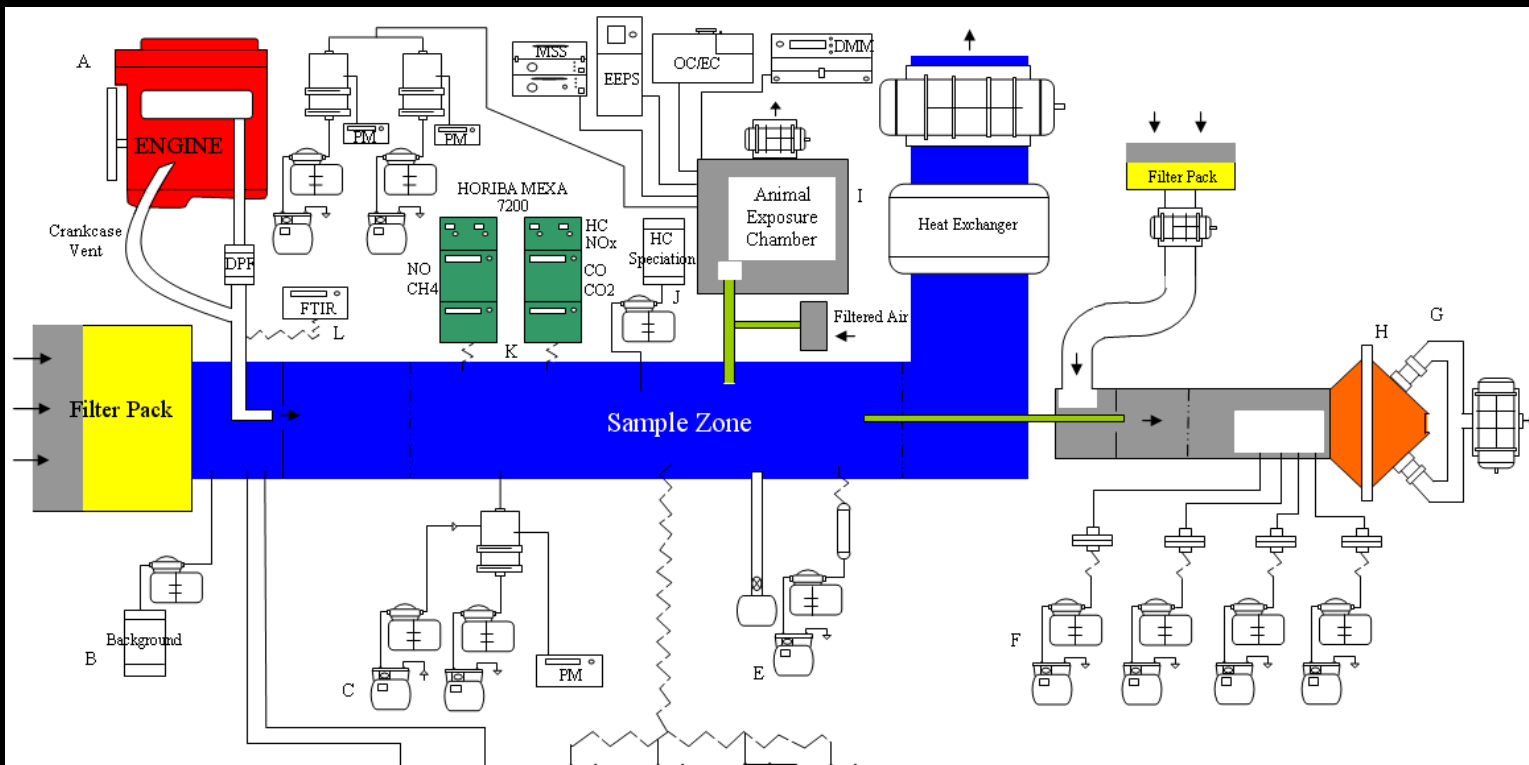 A
ENGINE
Crankcase
Vent
DPF
PM
PM
MSS
EEPS
OC/EC
DMM
HORIBA MEXA
7200
HC
NOx
NO
CH4
CO
CO2
K
FTIR
L
HC
Speciation
J
Animal
Exposure
Chamber
I
Filtered Air
Heat Exchanger
Filter Pack
H
G
Filter Pack
Sample Zone
Background
B
C
PM
E
F